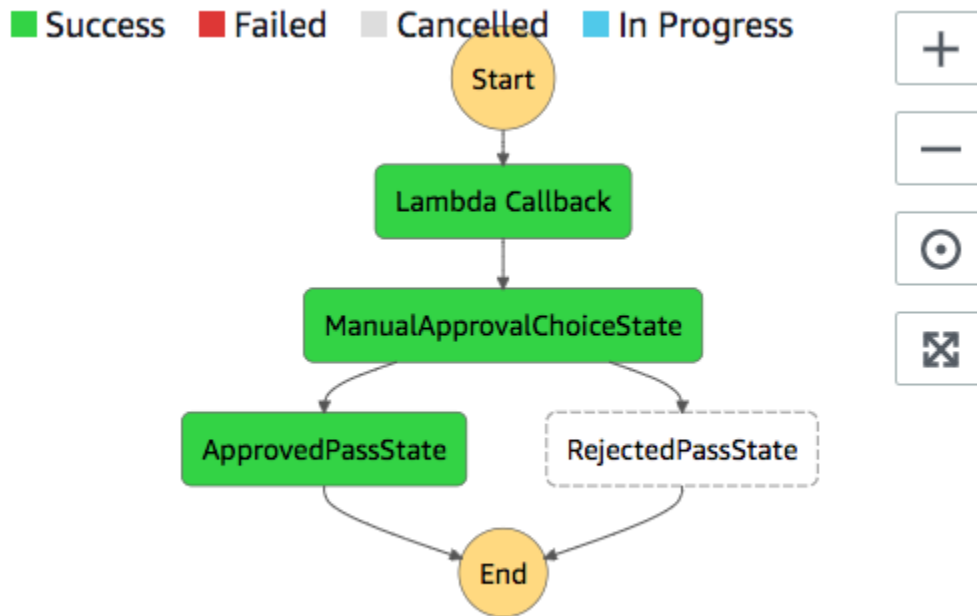 Success Failed Cancelled In Progress
Start
Lambda Callback
ManualApprovalChoiceState
ApprovedPassState RejectedPassState
End